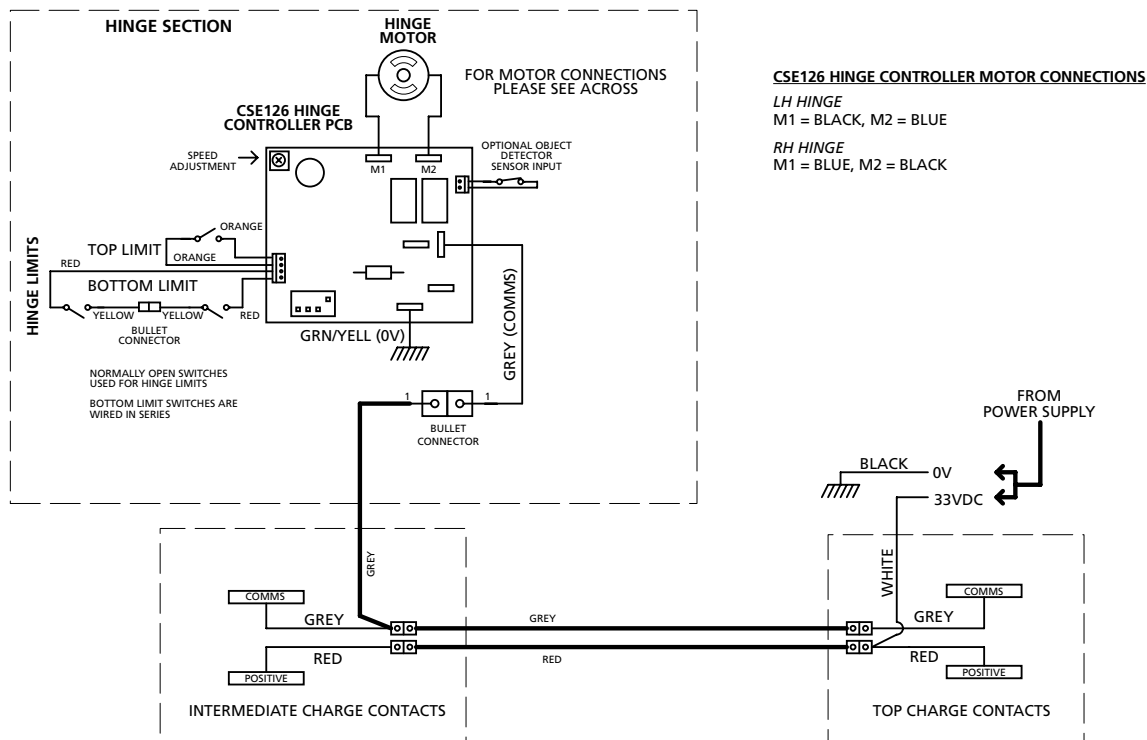 HINGE SECTION
HINGE
MOTOR
FOR MOTOR CONNECTIONS
PLEASE SEE ACROSS
CSE126 HINGE CONTROLLER MOTOR CONNECTIONS
LH HINGE
M1 = BLACK, M2 = BLUE
RH HINGE
M1 = BLUE, M2 = BLACK
CSE126 HINGE
CONTROLLER PCB
SPEED
ADJUSTMENT
M1
M2
OPTIONAL OBJECT
DETECTOR
SENSOR INPUT
HINGE LIMITS
ORANGE
TOP LIMIT
ORANGE
RED
BOTTOM LIMIT
YELLOW
YELLOW
RED
BULLET
CONNECTOR
GRN/YELL (0V)
GREY (COMMS)
NORMALLY OPEN SWITCHES
USED FOR HINGE LIMITS
BOTTOM LIMIT SWITCHES ARE
WIRED IN SERIES
1
1
BULLET
CONNECTOR
FROM
POWER SUPPLY
BLACK
0V
33VDC
WHITE
GREY
COMMS
GREY
GREY
GREY
COMMS
RED
RED
RED
POSITIVE
POSITIVE
INTERMEDIATE CHARGE CONTACTS
TOP CHARGE CONTACTS